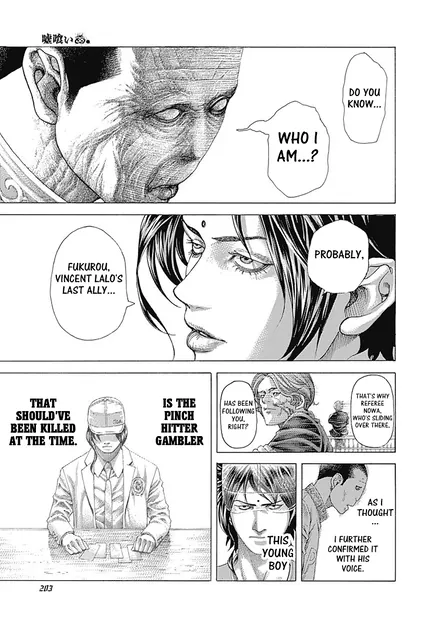 嘘喰い
DO YOU
KNOW...
WHO I
AM...?
PROBABLY.
FUKUROU,
VINCENT LALO'S
LAST ALLY...
THAT'S WHY
REFEREE
NOWA,
WHO'S SLIDING
OVER THERE.
HAS BEEN
FOLLOWING
YOU,
RIGHT?
IS THE
PINCH
HITTER
GAMBLER
THAT
SHOULD'VE
BEEN KILLED
AT THE TIME.
AS I
THOUGHT
...
I FURTHER
CONFIRMED
IT WITH
HIS
VOICE.
THIS
YOUNG
BOY
203